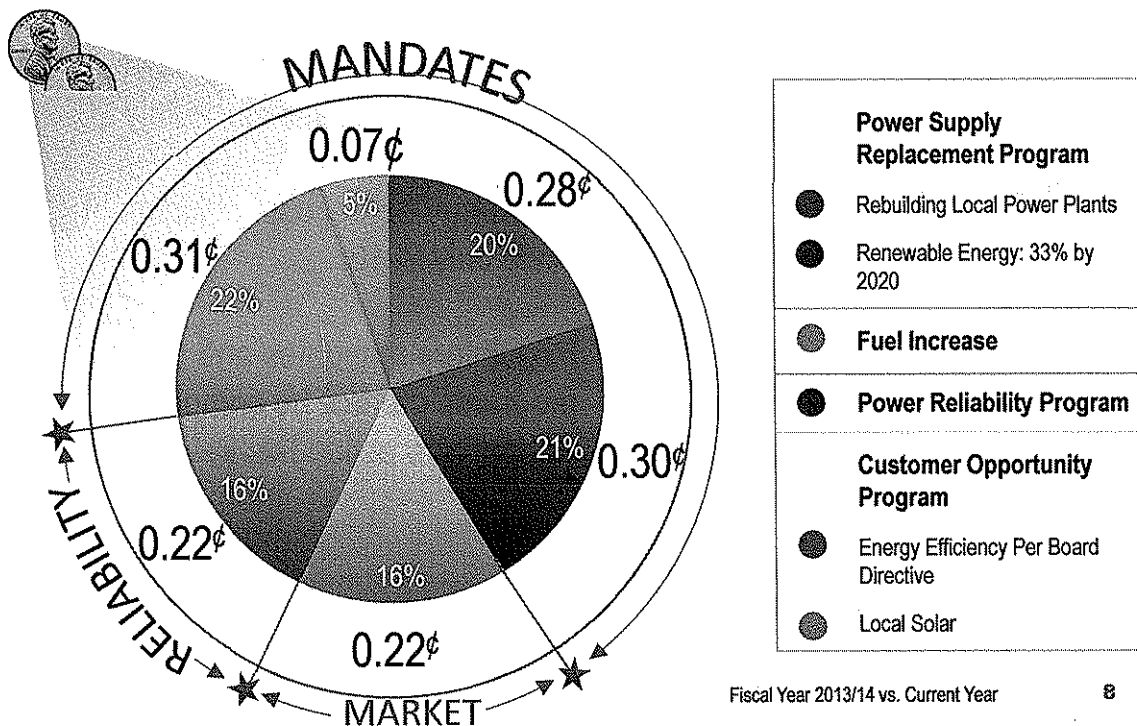 MANDATES
0.07¢
0.28¢
5%
20%
0.31¢
22%
21%
0.30¢
16%
0.22¢
16%
0.22¢
RELIABILITY
MARKET
Power Supply
Replacement Program
Rebuilding Local Power Plants
Renewable Energy: 33% by
2020
Fuel Increase
Power Reliability Program
Customer Opportunity
Program
Energy Efficiency Per Board
Directive
Local Solar
Fiscal Year 2013/14 vs. Current Year 8